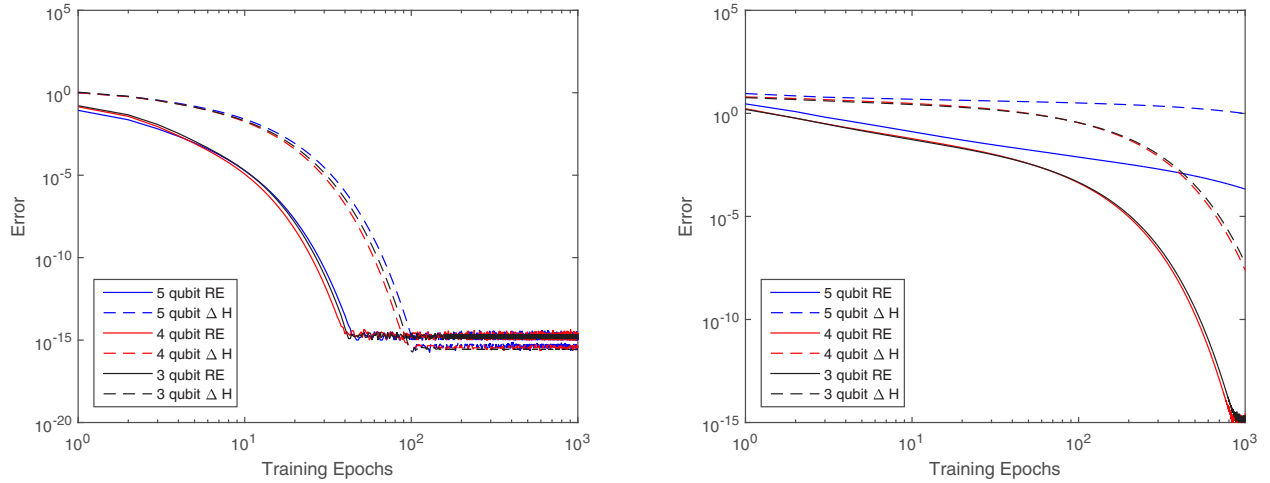 10^5
10^0
10^-5
10^-10
10^-15
10^-20
Error
5 qubit RE
5 qubit Δ H
4 qubit RE
4 qubit Δ H
3 qubit RE
3 qubit Δ H
10^0 10^1 10^2 10^3
Training Epochs
10^5
10^0
10^-5
10^-10
10^-15
Error
5 qubit RE
5 qubit Δ H
4 qubit RE
4 qubit Δ H
3 qubit RE
3 qubit Δ H
10^0 10^1 10^2 10^3
Training Epochs